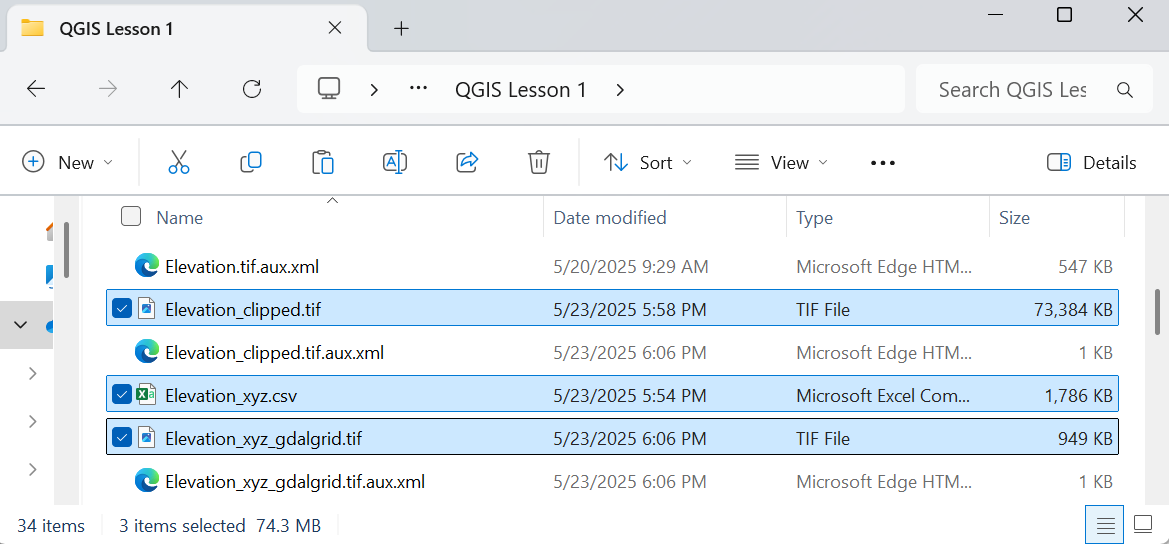 QGIS Lesson 1
QGIS Lesson 1
Search QGIS Les
New Sort View Details
Name Date modified Type Size
Elevation.tif.aux.xml 5/20/2025 9:29 AM Microsoft Edge HTM... 547 KB
Elevation_clipped.tif 5/23/2025 5:58 PM TIF File 73,384 KB
Elevation_clipped.tif.aux.xml 5/23/2025 6:06 PM Microsoft Edge HTM... 1 KB
Elevation_xyz.csv 5/23/2025 5:54 PM Microsoft Excel Com... 1,786 KB
Elevation_xyz_gdalgrid.tif 5/23/2025 6:06 PM TIF File 949 KB
Elevation_xyz_gdalgrid.tif.aux.xml 5/23/2025 6:06 PM Microsoft Edge HTM... 1 KB
34 items 3 items selected 74.3 MB